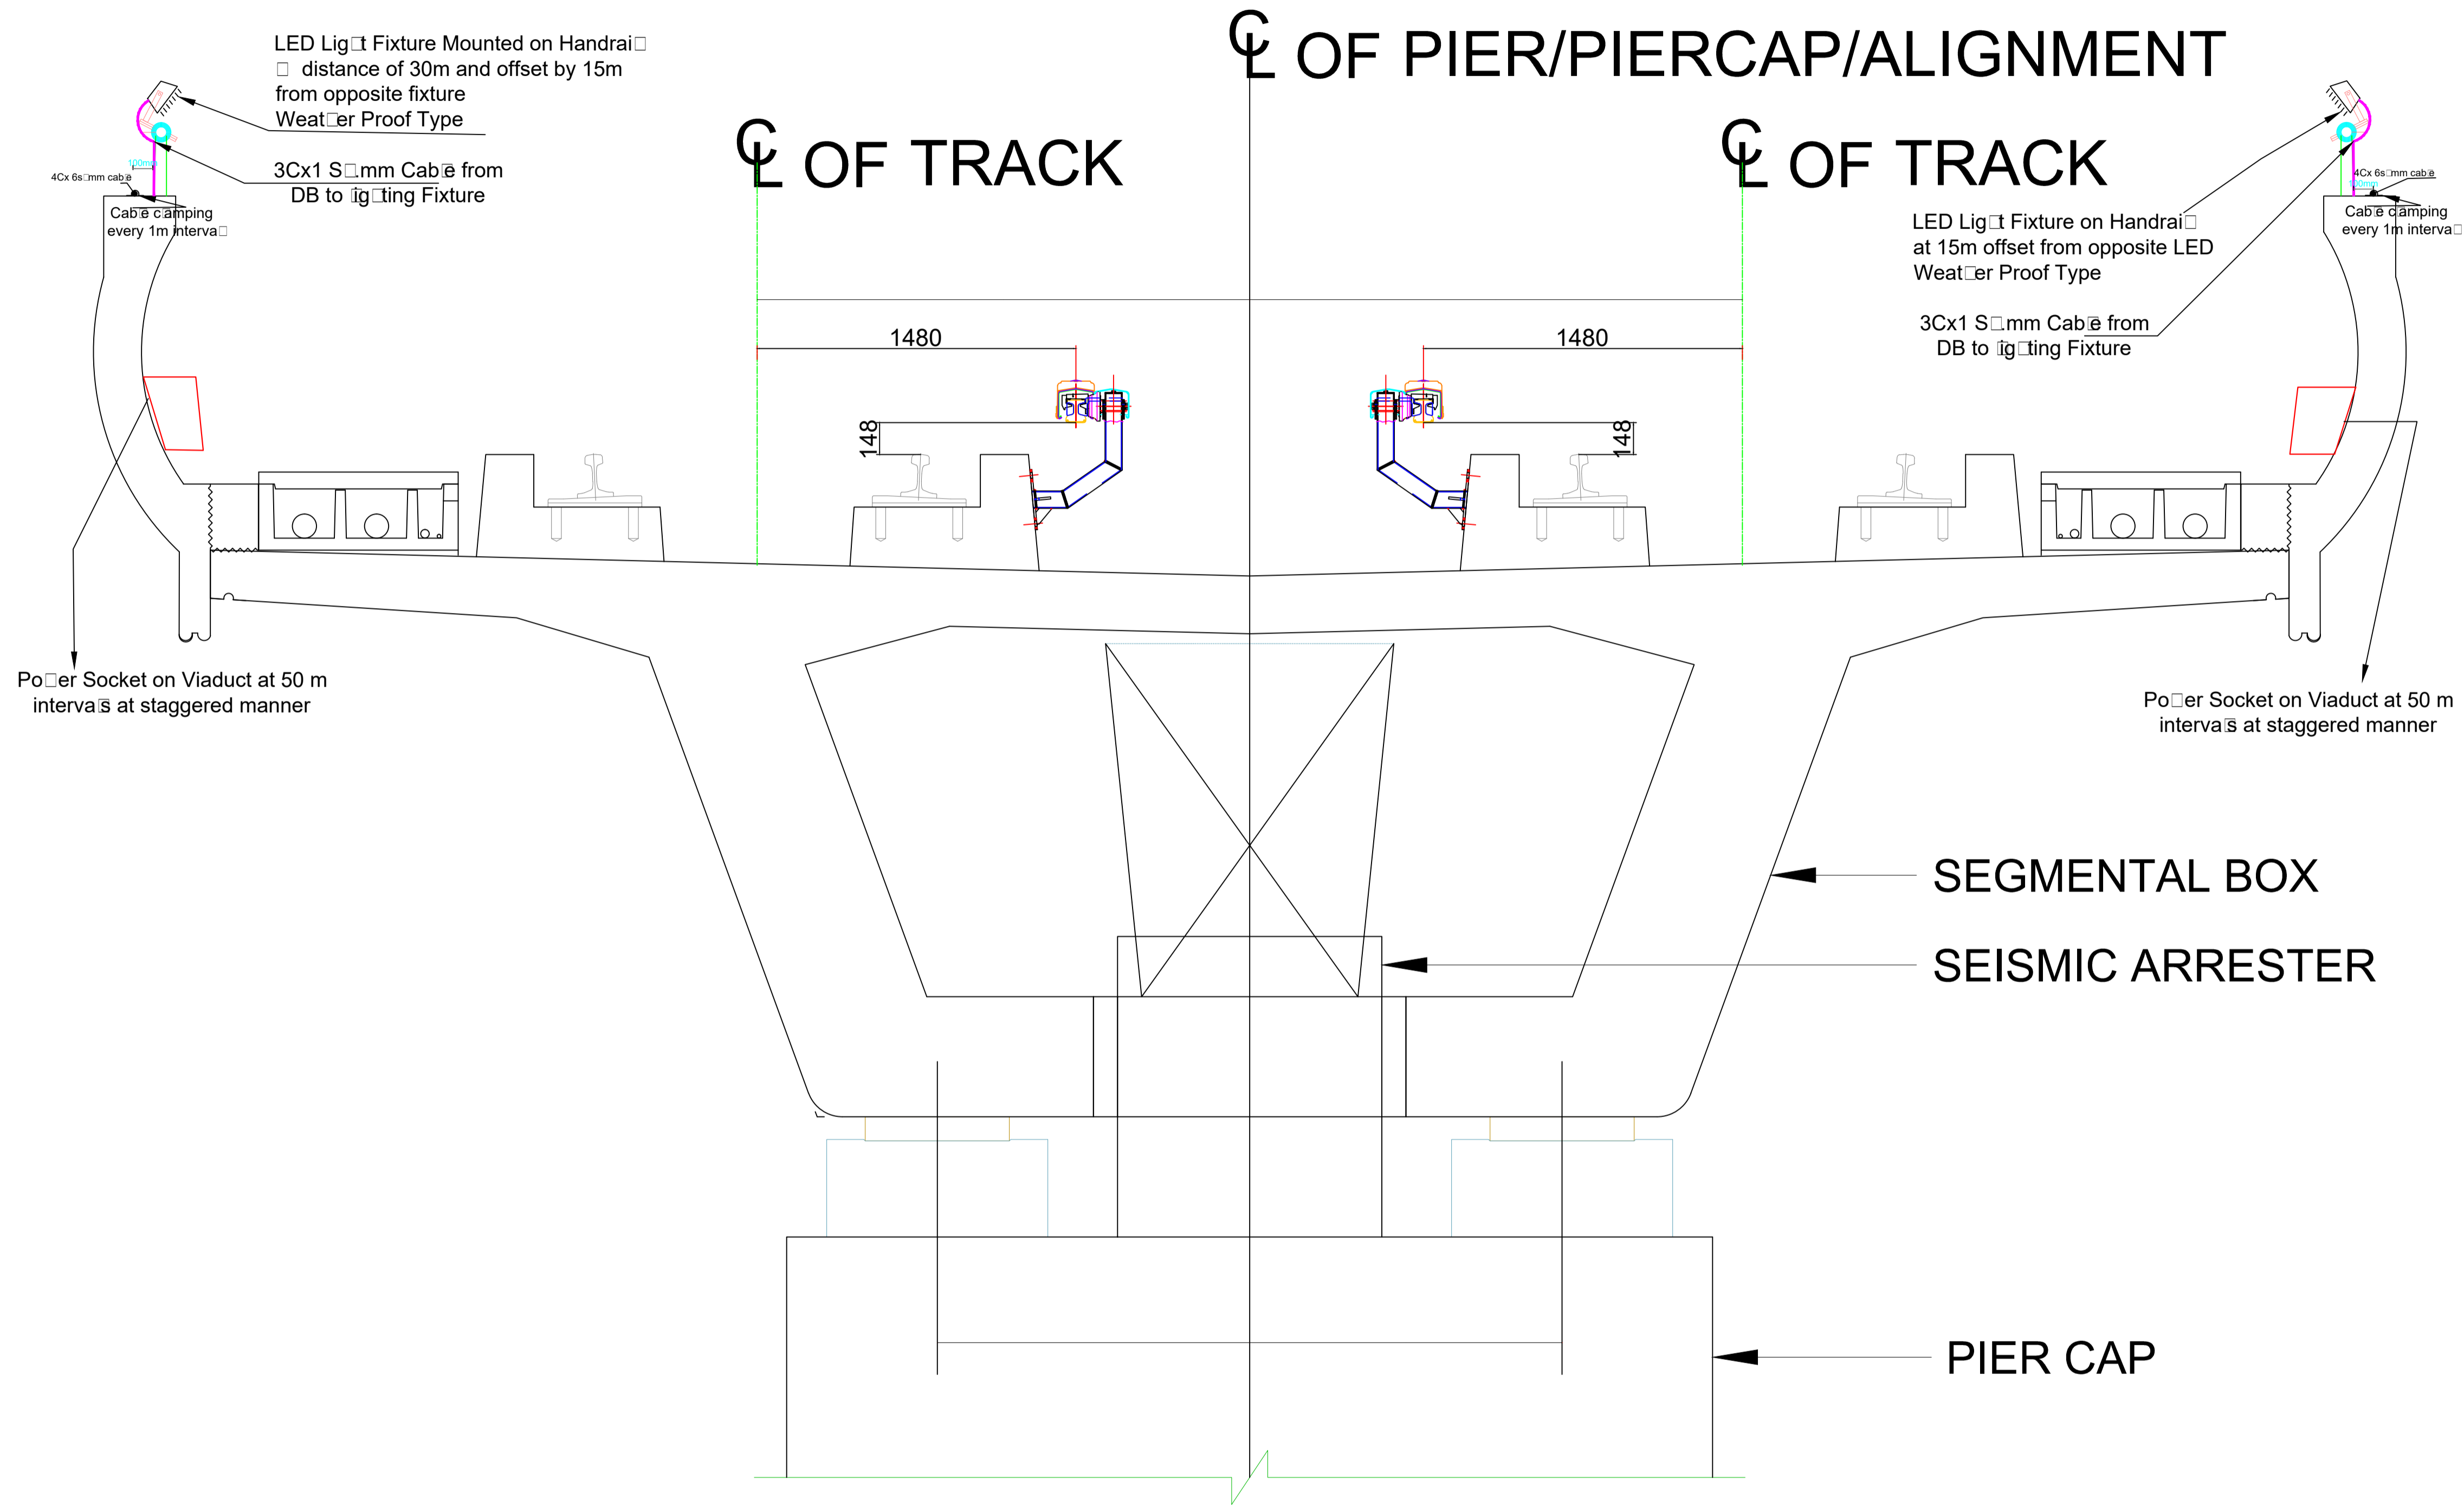 ℄ OF PIER/PIERCAP/ALIGNMENT
LED Lig□t Fixture Mounted on Handrai□
□ distance of 30m and offset by 15m
from opposite fixture
Weat□er Proof Type
℄ OF TRACK
℄ OF TRACK
3Cx1 S□.mm Cab□e from
DB to □ig□ting Fixture
100mm
4Cx 6s□mm cab□e
Cab□e c□amping
every 1m interva□
4Cx 6s□mm cab□e
100mm
Cab□e c□amping
every 1m interva□
LED Lig□t Fixture on Handrai□
at 15m offset from opposite LED
Weat□er Proof Type
3Cx1 S□.mm Cab□e from
DB to □ig□ting Fixture
1480
1480
148
148
Po□er Socket on Viaduct at 50 m
interva□s at staggered manner
Po□er Socket on Viaduct at 50 m
interva□s at staggered manner
SEGMENTAL BOX
SEISMIC ARRESTER
PIER CAP